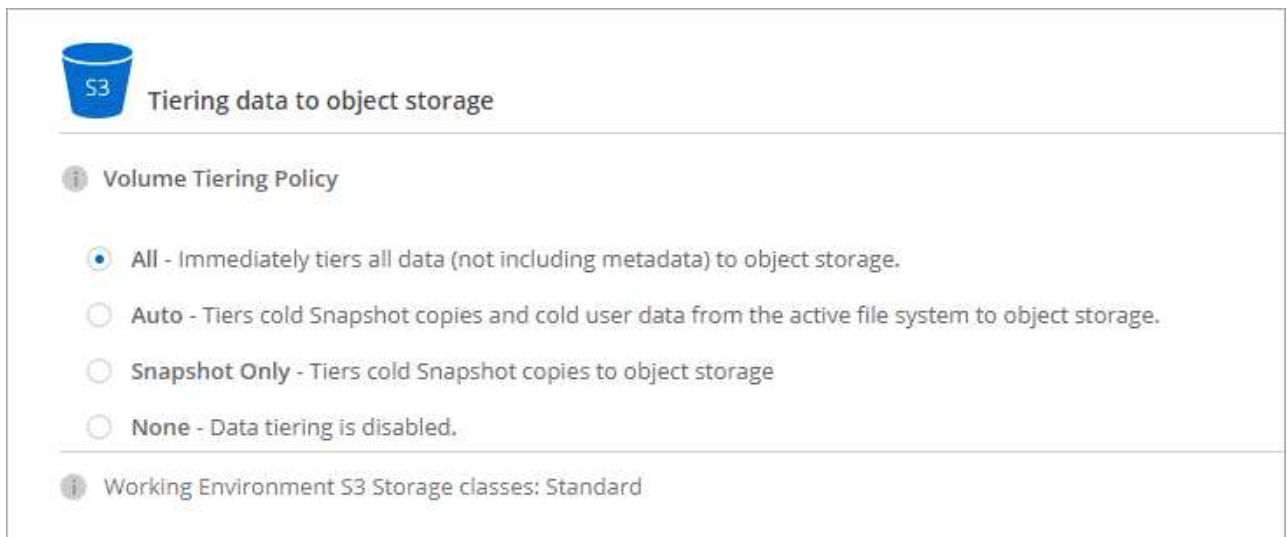 S3
Tiering data to object storage
i Volume Tiering Policy
All - Immediately tiers all data (not including metadata) to object storage.
Auto - Tiers cold Snapshot copies and cold user data from the active file system to object storage.
Snapshot Only - Tiers cold Snapshot copies to object storage
None - Data tiering is disabled.
i Working Environment S3 Storage classes: Standard